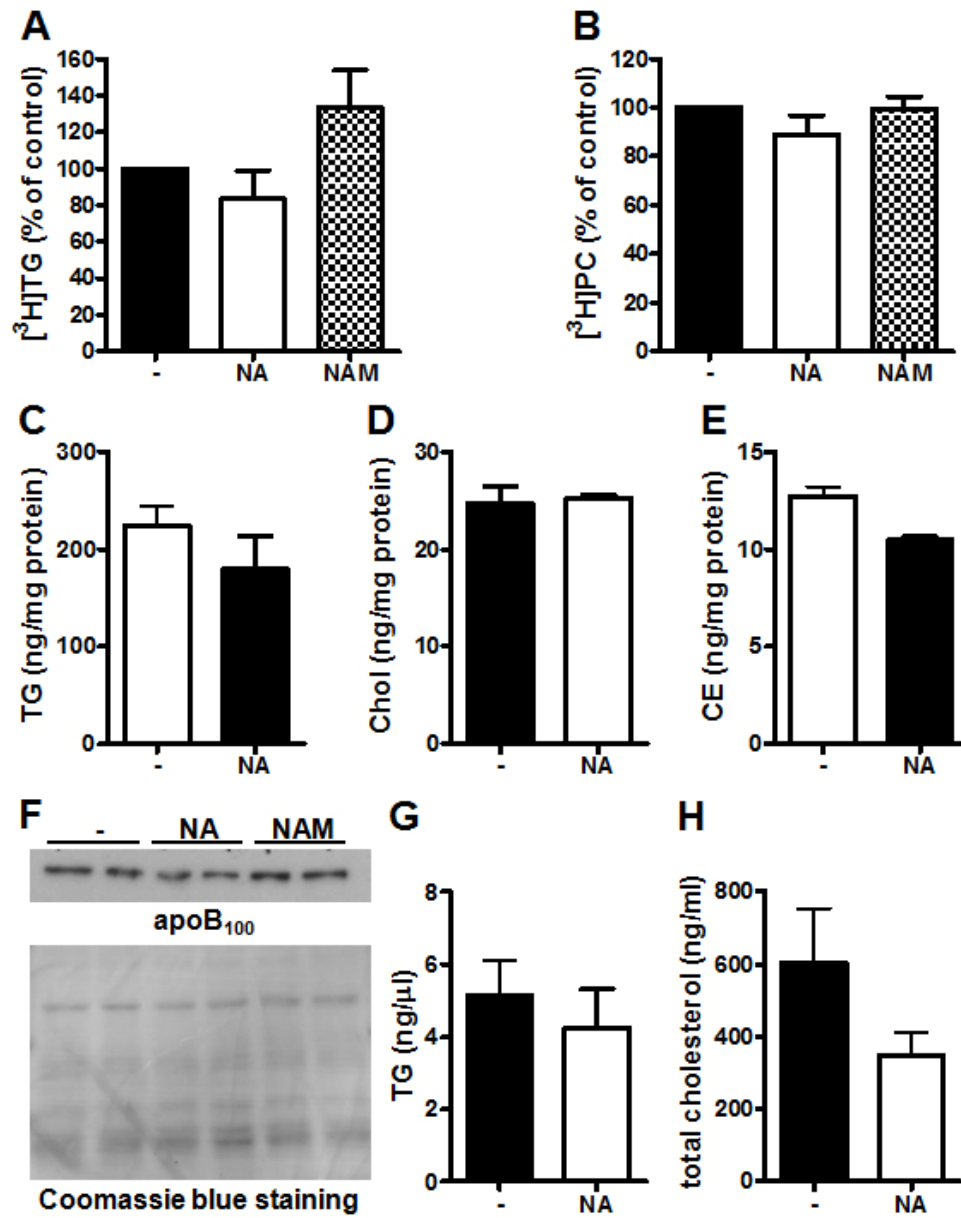 A
[³H]TG (% of control)
160
140
120
100
80
60
40
20
0
-
NA
NAM
B
[³H]PC (% of control)
120
100
80
60
40
20
0
-
NA
NAM
C
TG (ng/mg protein)
300
200
100
0
-
NA
D
Chol (ng/mg protein)
30
20
10
0
-
NA
E
CE (ng/mg protein)
15
10
5
0
-
NA
F
- NA NAM
apoB₁₀₀
Coomassie blue staining
G
TG (ng/µl)
8
6
4
2
0
-
NA
H
total cholesterol (ng/ml)
800
600
400
200
0
-
NA